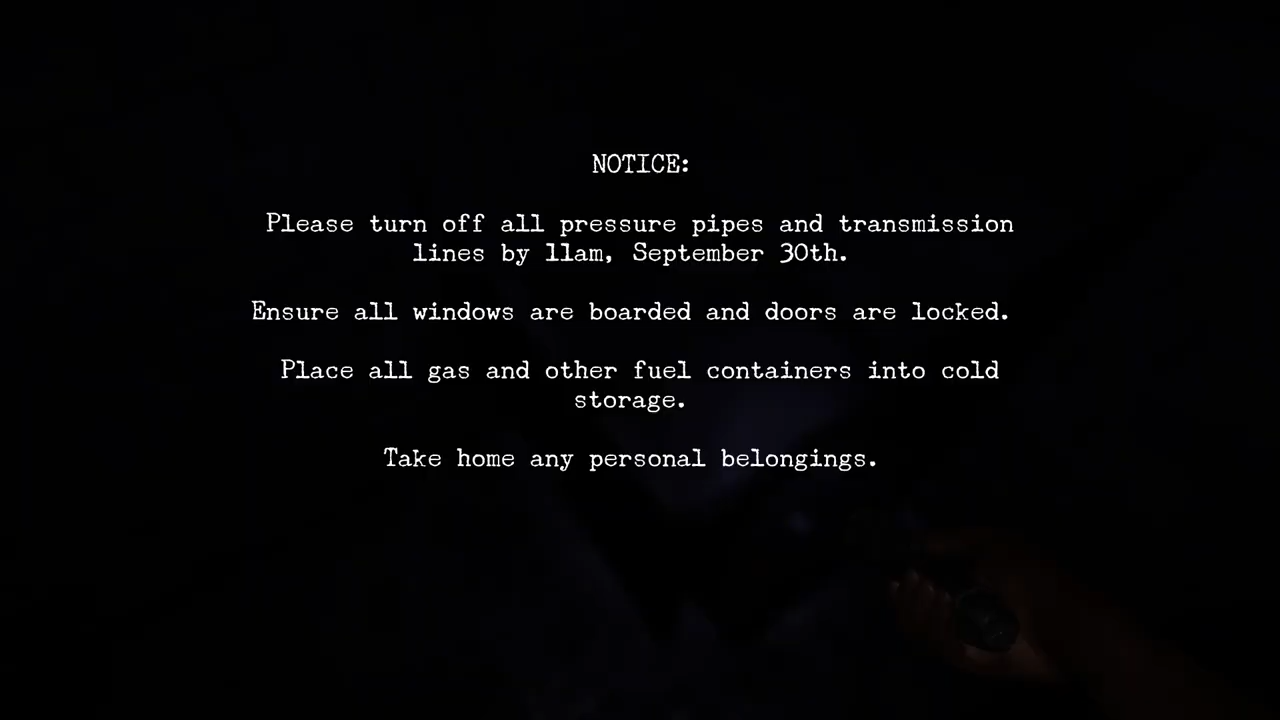 NOTICE:
Please turn off all pressure pipes and transmission
lines by 11am, September 30th.
Ensure all windows are boarded and doors are locked.
Place all gas and other fuel containers into cold
storage.
Take home any personal belongings.